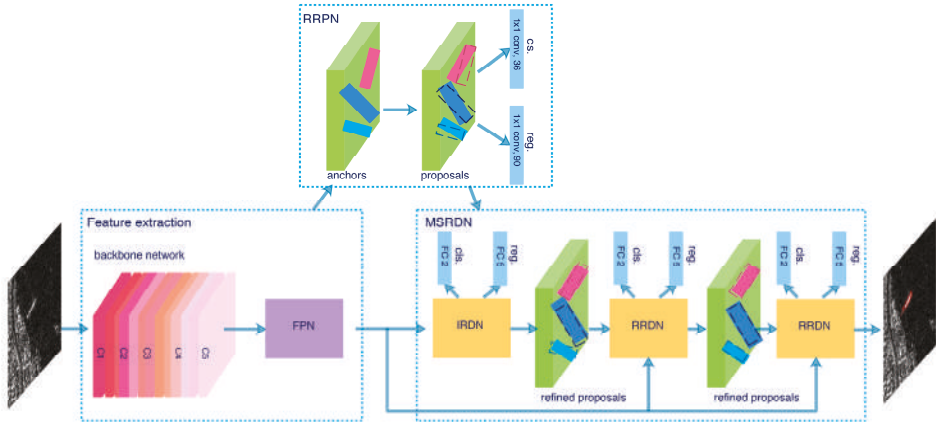 RRPN
1x1 conv, 36
cs.
1x1 conv,90
reg.
anchors
proposals
Feature extraction
backbone network
C1
C2
C3
C4
C5
FPN
MSRDN
FC 2
cls.
FC 5
reg.
IRDN
FC 2
cls.
FC 5
reg.
RRDN
FC 2
cls.
FC 5
reg.
RRDN
refined proposals
refined proposals